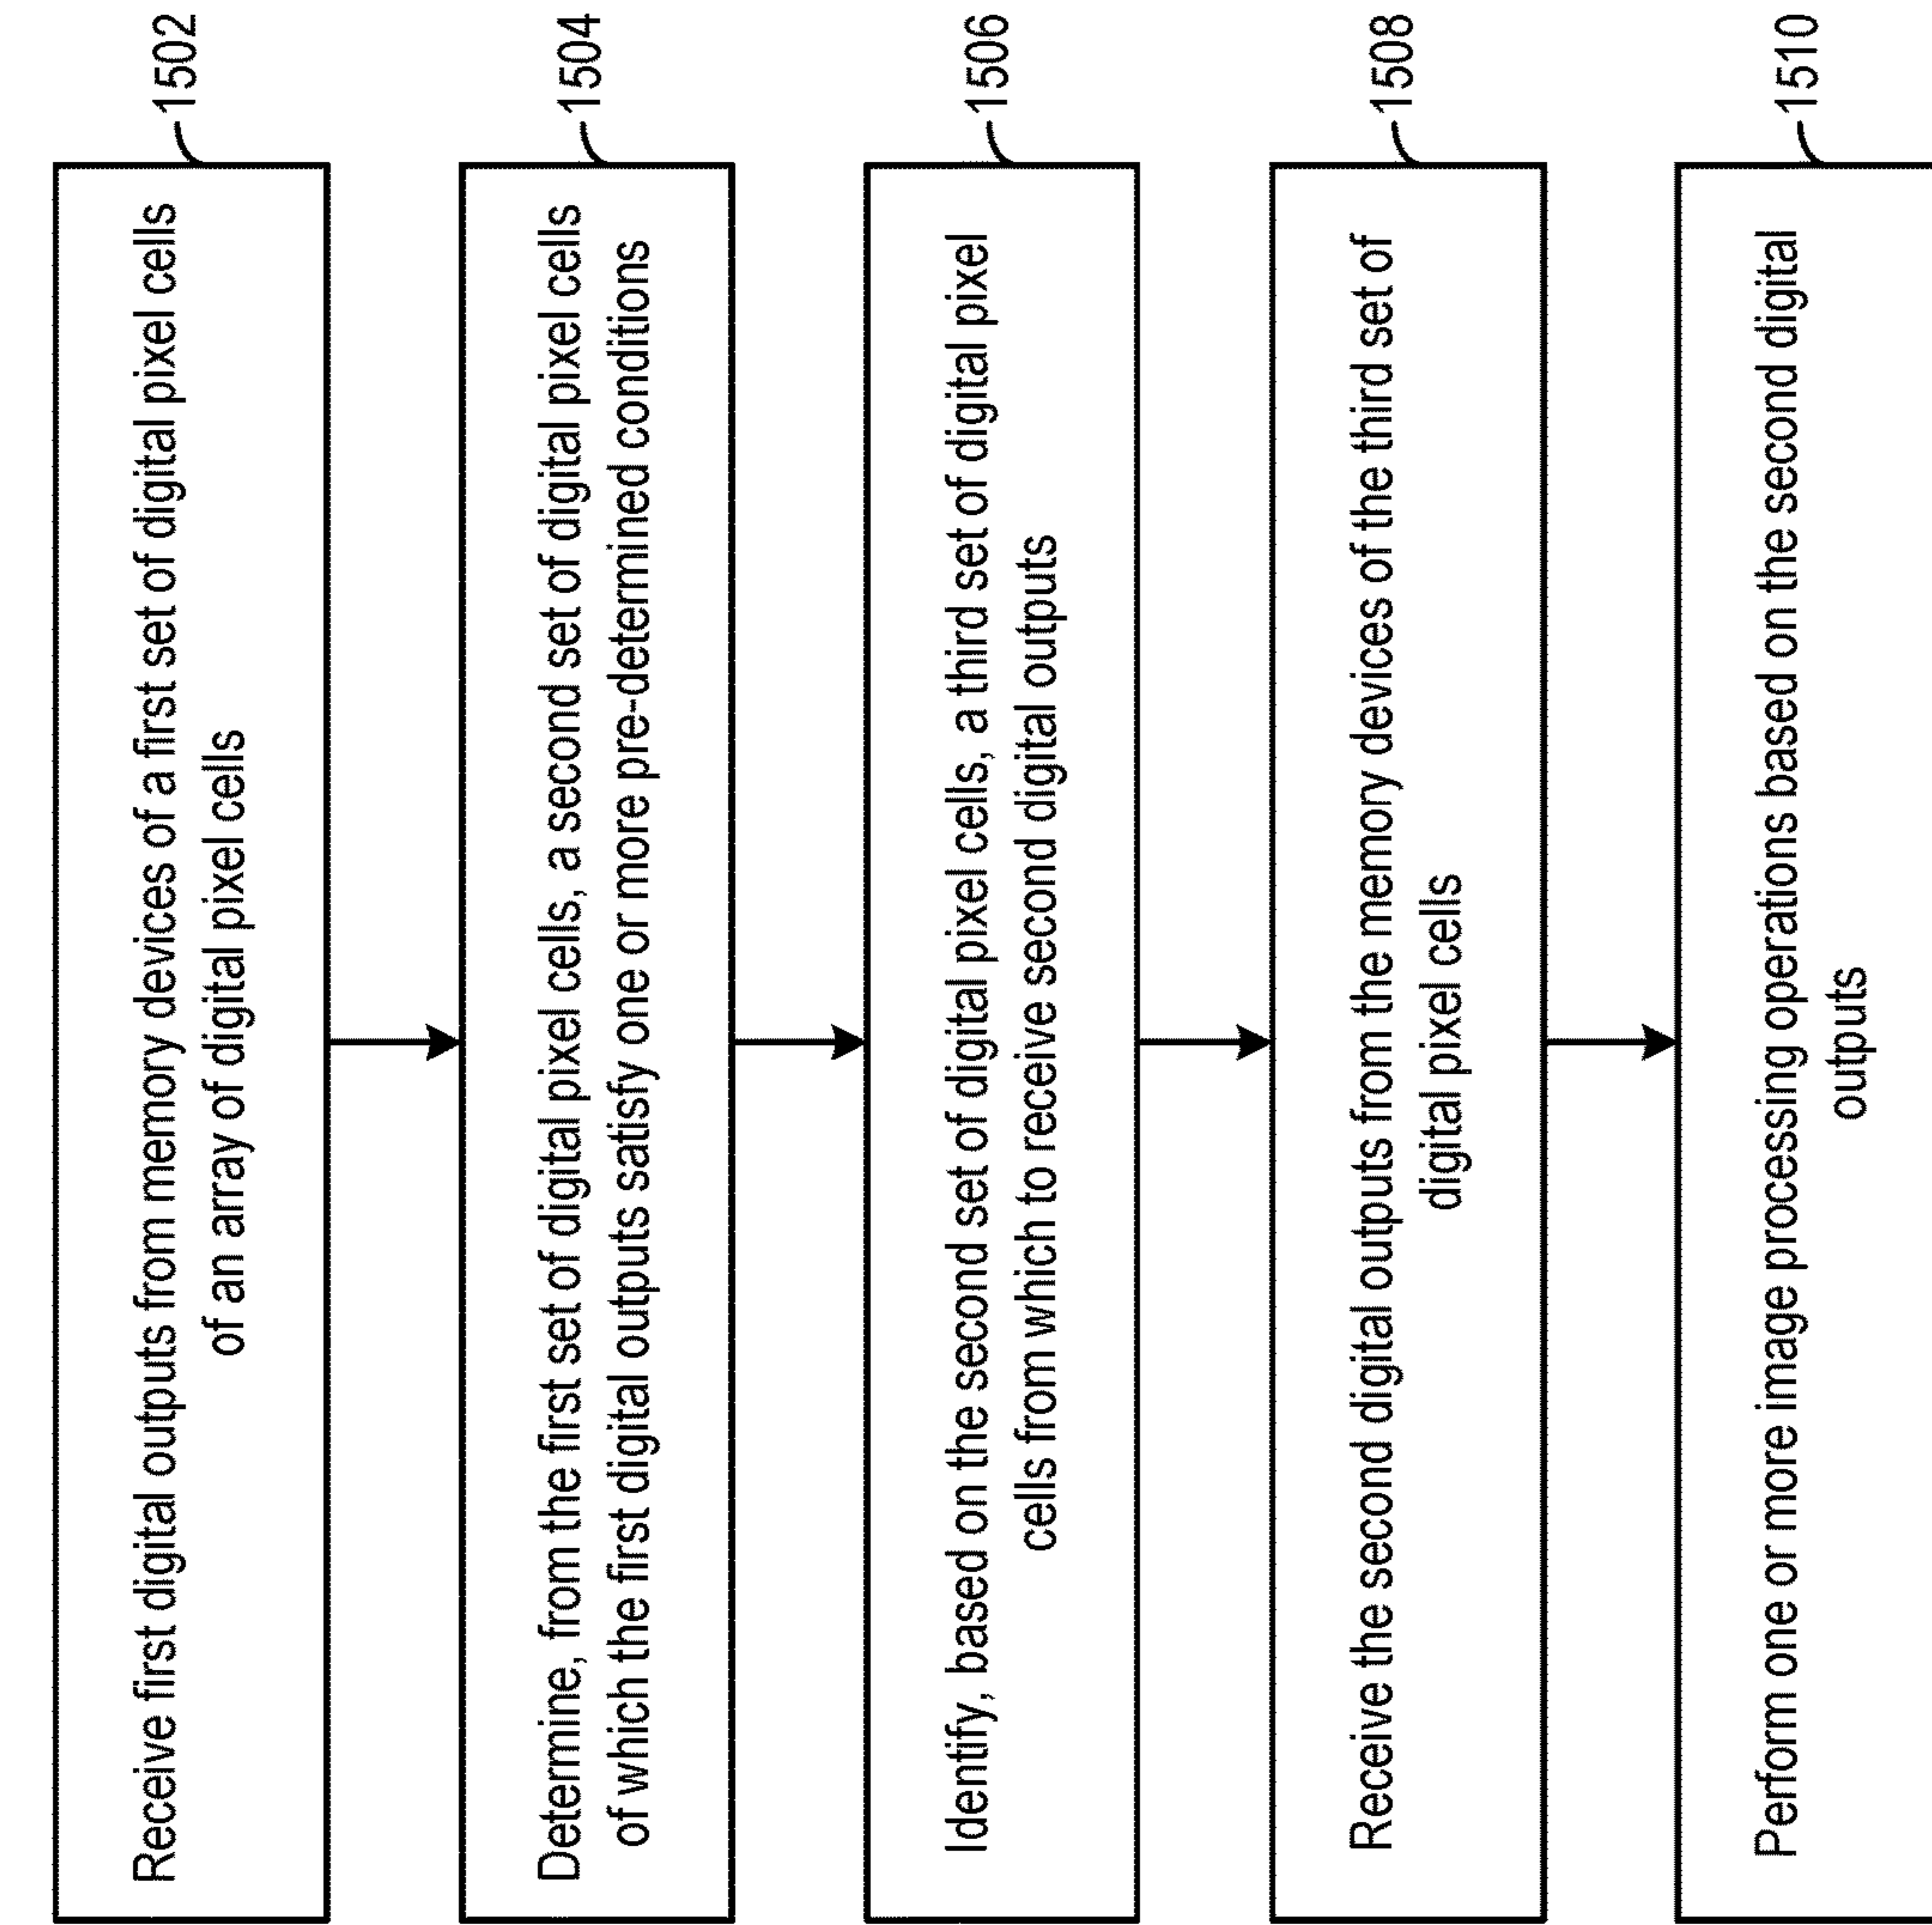 Receive first digital outputs from memory devices of a first set of digital pixel cells
of an array of digital pixel cells
1502
Determine, from the first set of digital pixel cells, a second set of digital pixel cells
of which the first digital outputs satisfy one or more pre-determined conditions
1504
Identify, based on the second set of digital pixel cells, a third set of digital pixel
cells from which to receive second digital outputs
1506
Receive the second digital outputs from the memory devices of the third set of
digital pixel cells
1508
Perform one or more image processing operations based on the second digital
outputs
1510